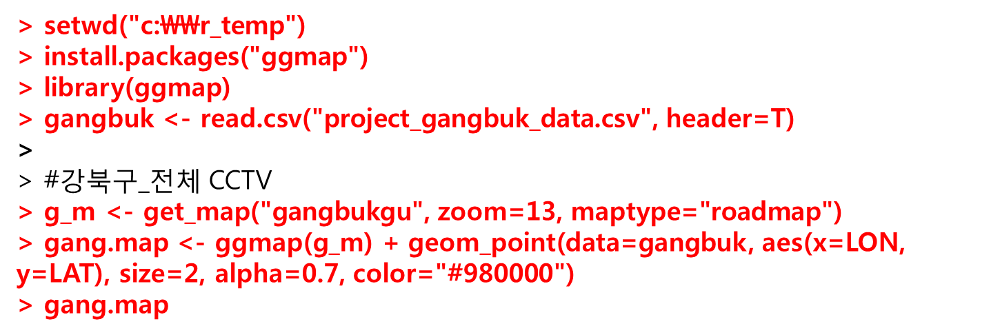 > setwd("c:₩₩r_temp")
> install.packages("ggmap")
> library(ggmap)
> gangbuk <- read.csv("project_gangbuk_data.csv", header=T)
>
> #강북구_전체 CCTV
> g_m <- get_map("gangbukgu", zoom=13, maptype="roadmap")
> gang.map <- ggmap(g_m) + geom_point(data=gangbuk, aes(x=LON,
y=LAT), size=2, alpha=0.7, color="#980000")
> gang.map